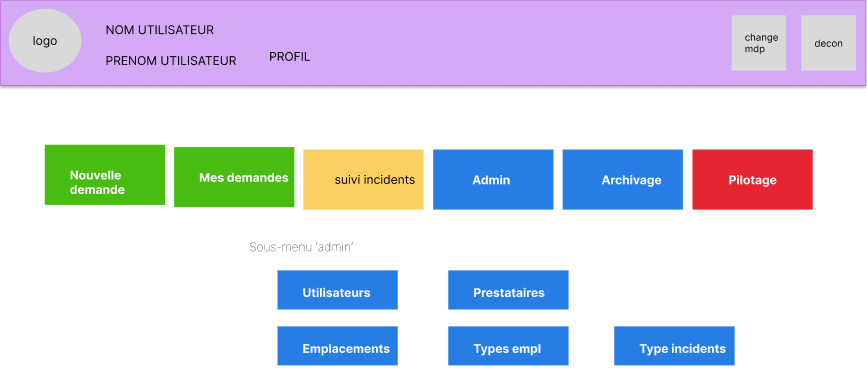 logo
NOM UTILISATEUR
PRENOM UTILISATEUR
PROFIL
change
mdp
decon
Nouvelle
demande
Mes demandes
suivi incidents
Admin
Archivage
Pilotage
Sous-menu ‘admin’
Utilisateurs
Prestataires
Emplacements
Types empl
Type incidents